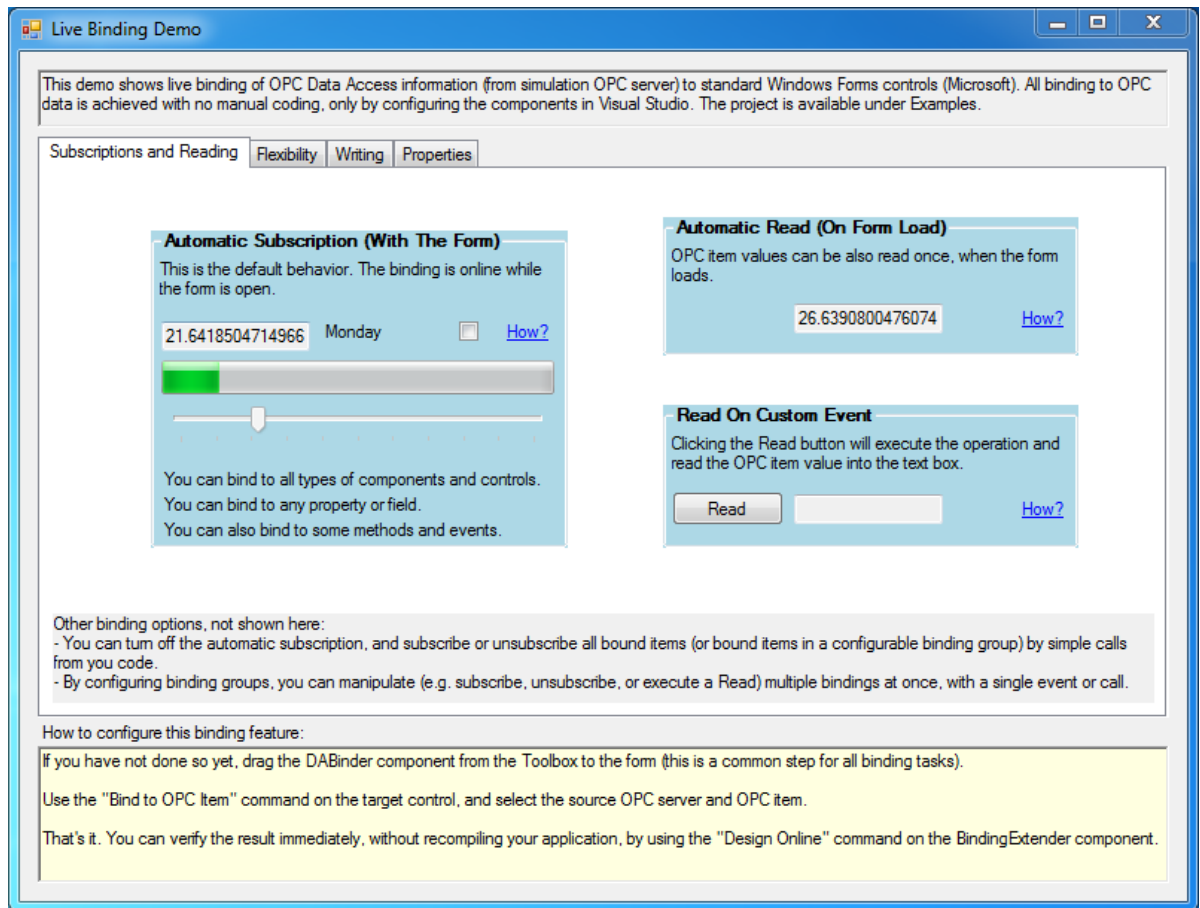 Live Binding Demo
This demo shows live binding of OPC Data Access information (from simulation OPC server) to standard Windows Forms controls (Microsoft). All binding to OPC
data is achieved with no manual coding, only by configuring the components in Visual Studio. The project is available under Examples.
Subscriptions and Reading Flexibility Writing Properties
Automatic Subscription (With The Form)
This is the default behavior. The binding is online while
the form is open.
21.6418504714966 Monday How?
You can bind to all types of components and controls.
You can bind to any property or field.
You can also bind to some methods and events.
Automatic Read (On Form Load)
OPC item values can be also read once, when the form
loads.
26.6390800476074 How?
Read On Custom Event
Clicking the Read button will execute the operation and
read the OPC item value into the text box.
Read How?
Other binding options, not shown here:
- You can turn off the automatic subscription, and subscribe or unsubscribe all bound items (or bound items in a configurable binding group) by simple calls
from you code.
- By configuring binding groups, you can manipulate (e.g. subscribe, unsubscribe, or execute a Read) multiple bindings at once, with a single event or call.
How to configure this binding feature:
If you have not done so yet, drag the DABinder component from the Toolbox to the form (this is a common step for all binding tasks).
Use the "Bind to OPC Item" command on the target control, and select the source OPC server and OPC item.
That's it. You can verify the result immediately, without recompiling your application, by using the "Design Online" command on the BindingExtender component.